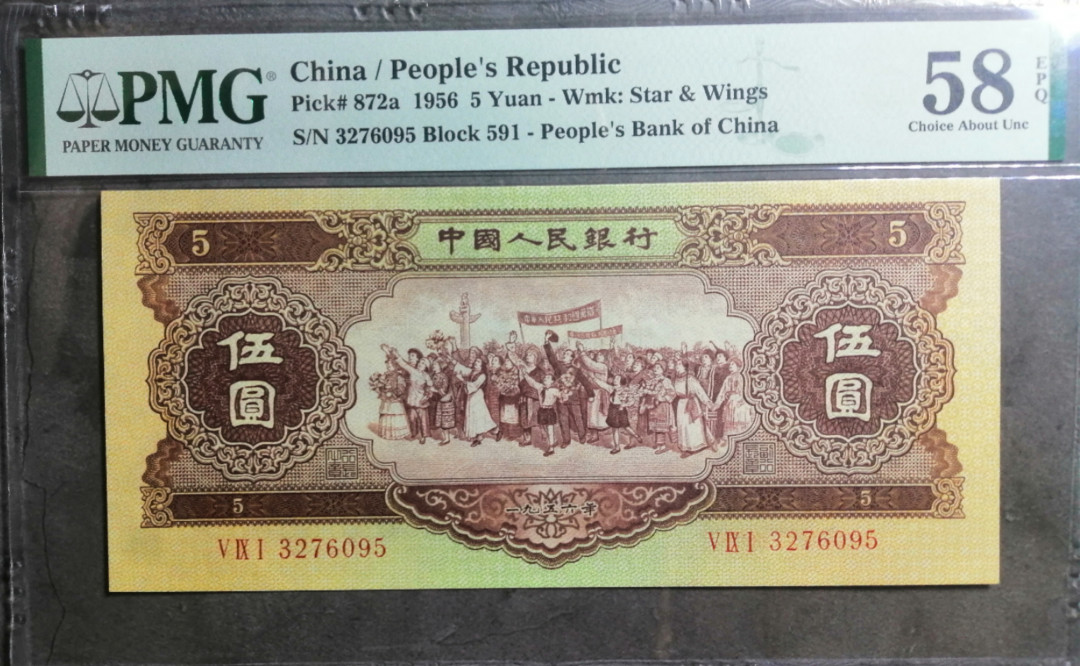 PMG®
PAPER MONEY GUARANTY
China / People's Republic
Pick# 872a 1956 5 Yuan - Wmk: Star & Wings
S/N 3276095 Block 591 - People's Bank of China
58 EPQ
Choice About Unc
5 中國人民銀行 5
伍圓
伍圓
5 5
一九五六年
V IX I 3276095
V IX I 3276095